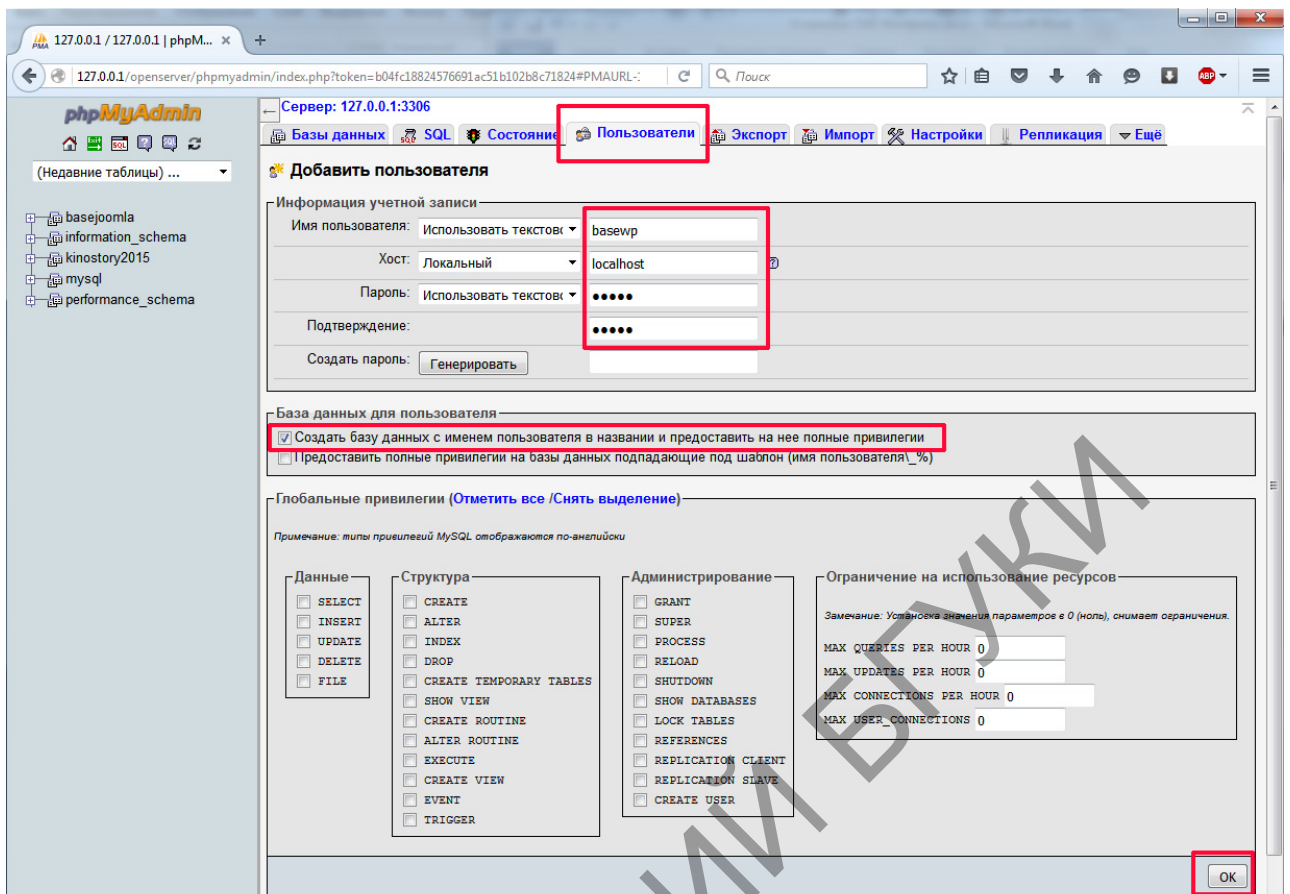 127.0.0.1 / 127.0.0.1 | phpM... × +
127.0.0.1/openserver/phpmyadmin/index.php?token=b04fc18824576691ac51b102b8c71824#PMAURL-: Поиск ABP
phpMyAdmin
(Недавние таблицы) ...
basejoomla
information_schema
kinostory2015
mysql
performance_schema
Сервер: 127.0.0.1:3306
Базы данных SQL Состояние Пользователи Экспорт Импорт Настройки Репликация Ещё
Добавить пользователя
Информация учетной записи
Имя пользователя: Использовать текстово basewp
Хост: Локальный localhost
Пароль: Использовать текстово •••••
Подтверждение: •••••
Создать пароль: Генерировать
База данных для пользователя
Создать базу данных с именем пользователя в названии и предоставить на нее полные привилегии
Предоставить полные привилегии на базы данных подпадающие под шаблон (имя пользователя\_%)
Глобальные привилегии (Отметить все /Снять выделение)
Примечание: типы привилегий MySQL отображаются по-английски
Данные
SELECT
INSERT
UPDATE
DELETE
FILE
Структура
CREATE
ALTER
INDEX
DROP
CREATE TEMPORARY TABLES
SHOW VIEW
CREATE ROUTINE
ALTER ROUTINE
EXECUTE
CREATE VIEW
EVENT
TRIGGER
Администрирование
GRANT
SUPER
PROCESS
RELOAD
SHUTDOWN
SHOW DATABASES
LOCK TABLES
REFERENCES
REPLICATION CLIENT
REPLICATION SLAVE
CREATE USER
Ограничение на использование ресурсов
Замечание: Установка значения параметров в 0 (ноль), снимает ограничения.
MAX QUERIES PER HOUR 0
MAX UPDATES PER HOUR 0
MAX CONNECTIONS PER HOUR 0
MAX USER_CONNECTIONS 0
OK
ИЙ БГУКИ